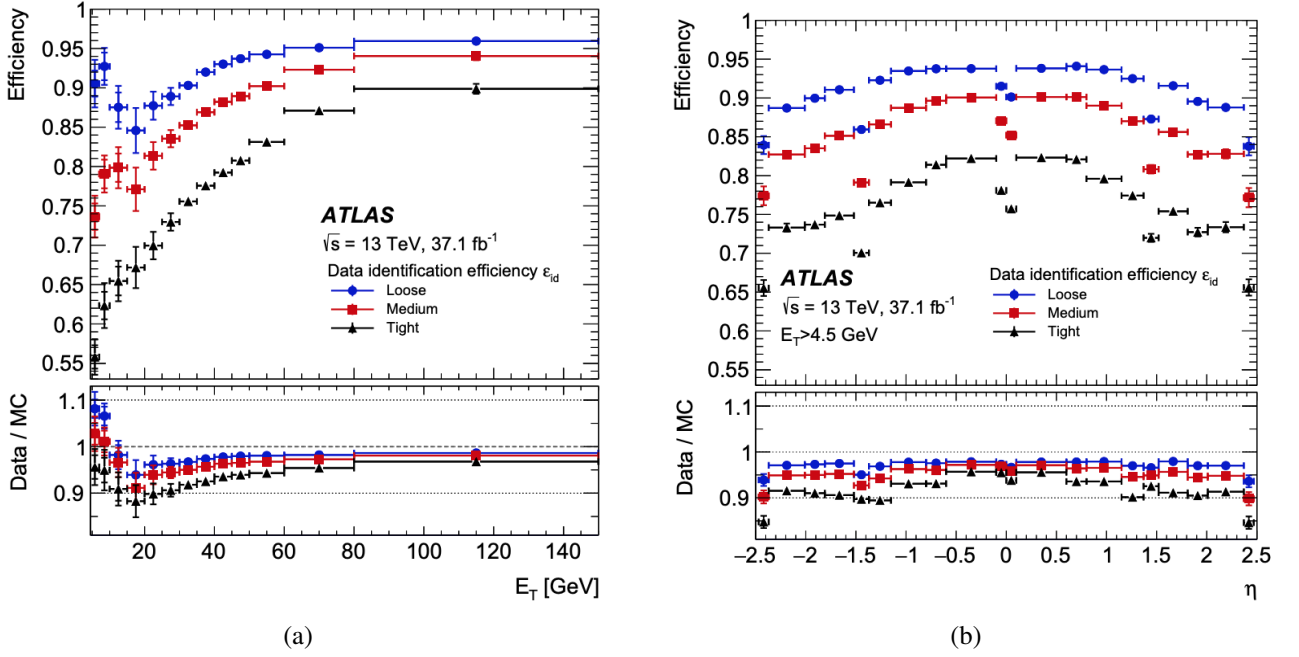 Efficiency
1
0.95
0.9
0.85
0.8
0.75
0.7
0.65
0.6
0.55
ATLAS
√s = 13 TeV, 37.1 fb⁻¹
Data identification efficiency ε_id
Loose
Medium
Tight
Data / MC
1.1
1
0.9
20 40 60 80 100 120 140
E_T [GeV]
(a)
Efficiency
1
0.95
0.9
0.85
0.8
0.75
0.7
0.65
0.6
0.55
ATLAS
√s = 13 TeV, 37.1 fb⁻¹
E_T>4.5 GeV
Data identification efficiency ε_id
Loose
Medium
Tight
Data / MC
1.1
1
0.9
−2.5 −2 −1.5 −1 −0.5 0 0.5 1 1.5 2 2.5
η
(b)